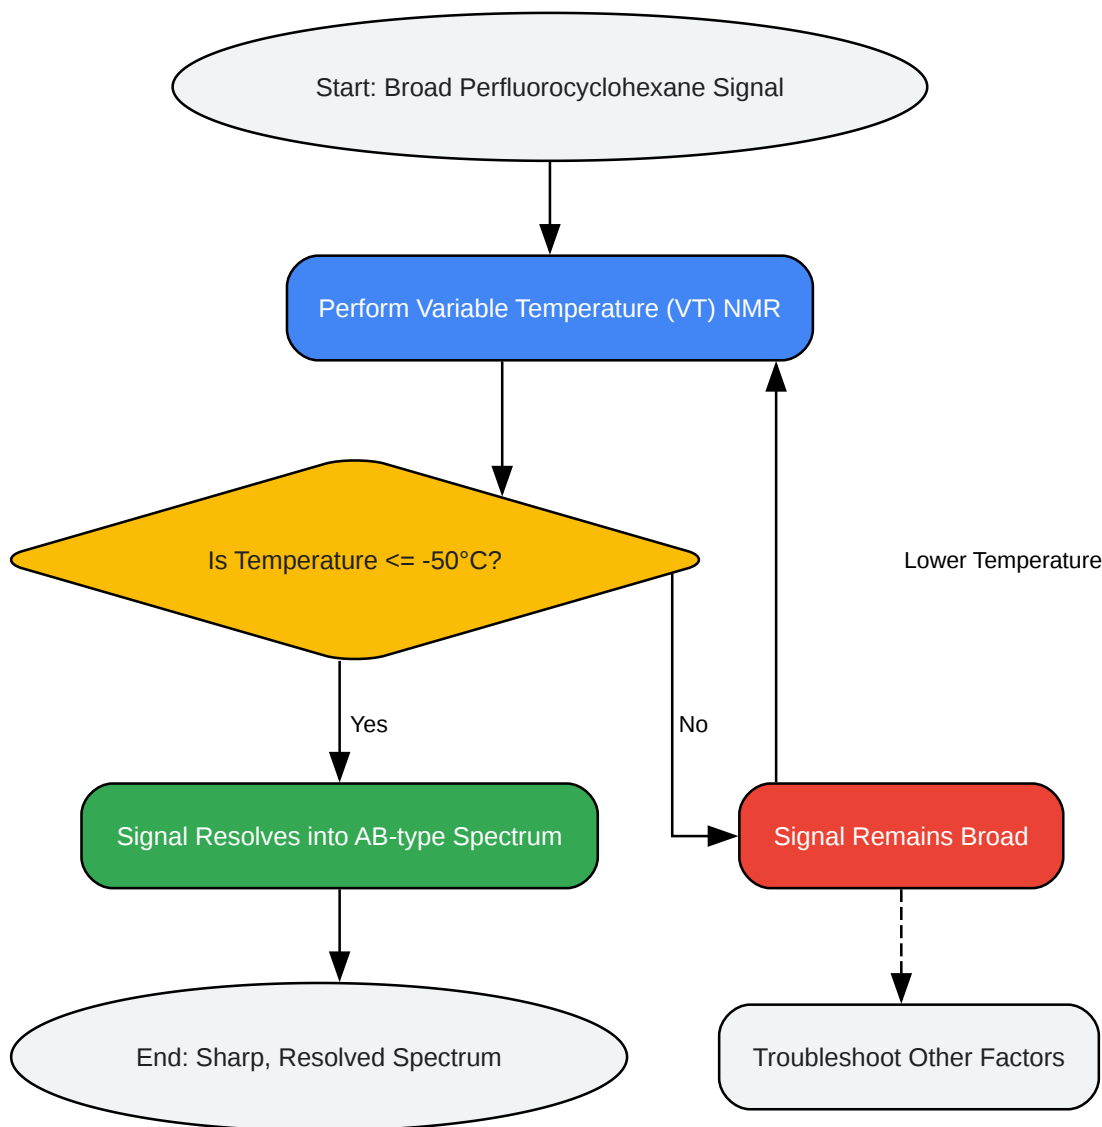 Start: Broad Perfluorocyclohexane Signal
Perform Variable Temperature (VT) NMR
Is Temperature <= -50°C?
Lower Temperature
Yes
No
Signal Resolves into AB-type Spectrum
Signal Remains Broad
End: Sharp, Resolved Spectrum
Troubleshoot Other Factors